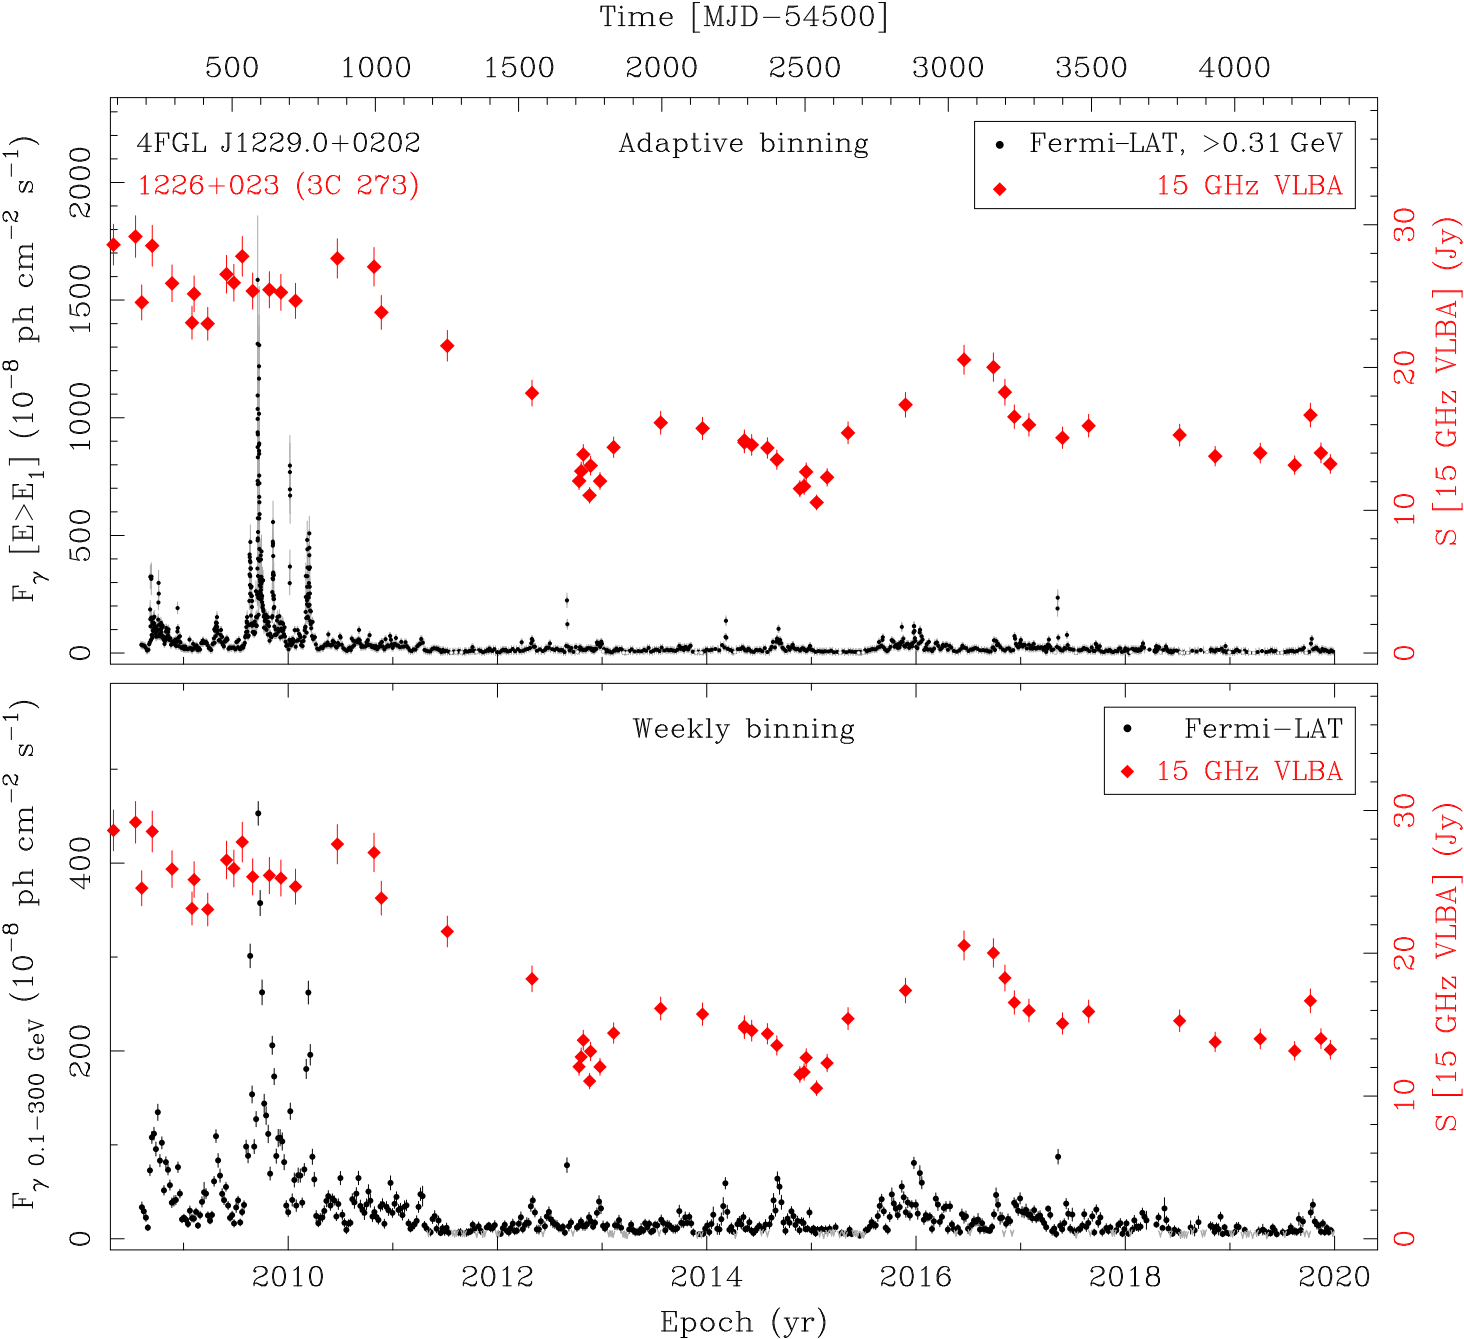 Time [MJD−54500]
500 1000 1500 2000 2500 3000 3500 4000
4FGL J1229.0+0202
1226+023 (3C 273)
Adaptive binning
Fermi−LAT, >0.31 GeV
15 GHz VLBA
F_γ [E>E_1] (10^−8 ph cm^−2 s^−1)
2000
1500
1000
500
0
S [15 GHz VLBA] (Jy)
30
20
10
0
Weekly binning
Fermi−LAT
15 GHz VLBA
F_γ 0.1−300 GeV (10^−8 ph cm^−2 s^−1)
400
200
0
S [15 GHz VLBA] (Jy)
30
20
10
0
2010 2012 2014 2016 2018 2020
Epoch (yr)